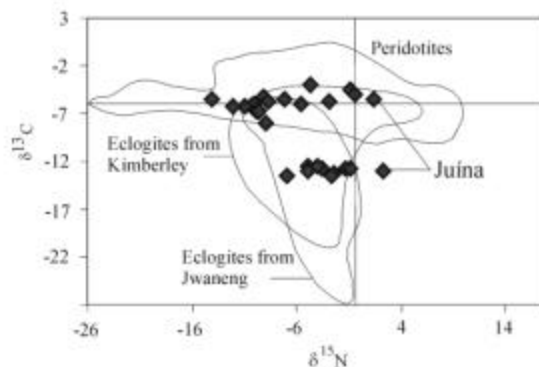 3
-2
-7
-12
-17
-22
δ13C
Peridotites
Eclogites from
Kimberley
Juína
Eclogites from
Jwaneng
-26
-16
-6
4
14
δ15N